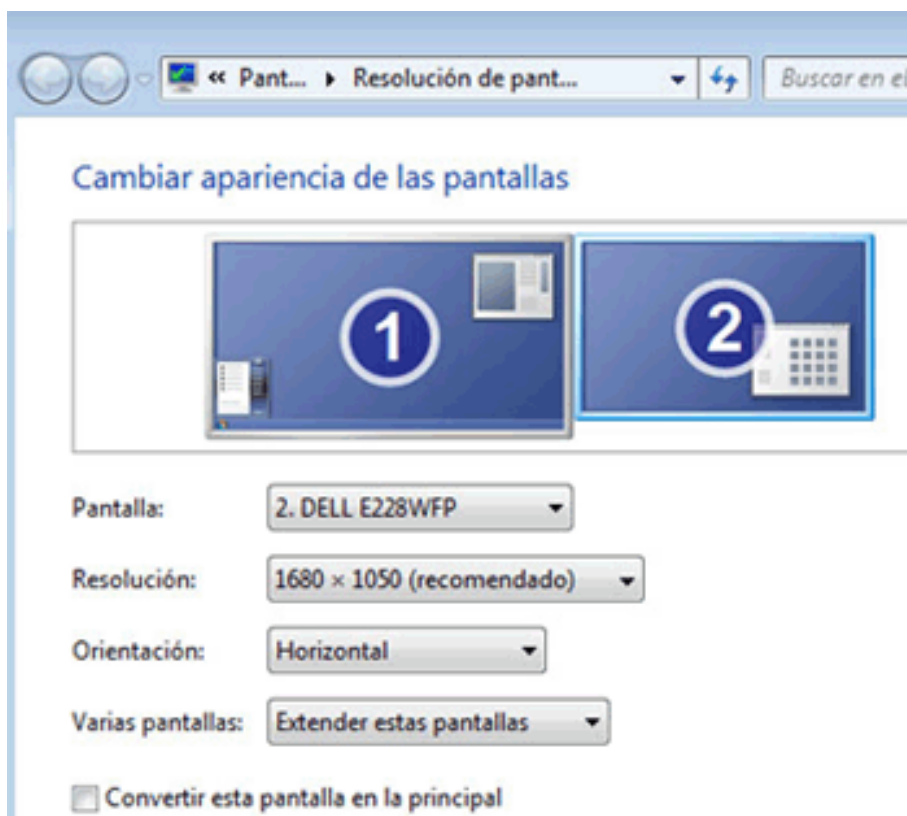 « Pant... ▸ Resolución de pant... Buscar en el
Cambiar apariencia de las pantallas
1 2
Pantalla: 2. DELL E228WFP
Resolución: 1680 × 1050 (recomendado)
Orientación: Horizontal
Varias pantallas: Extender estas pantallas
Convertir esta pantalla en la principal